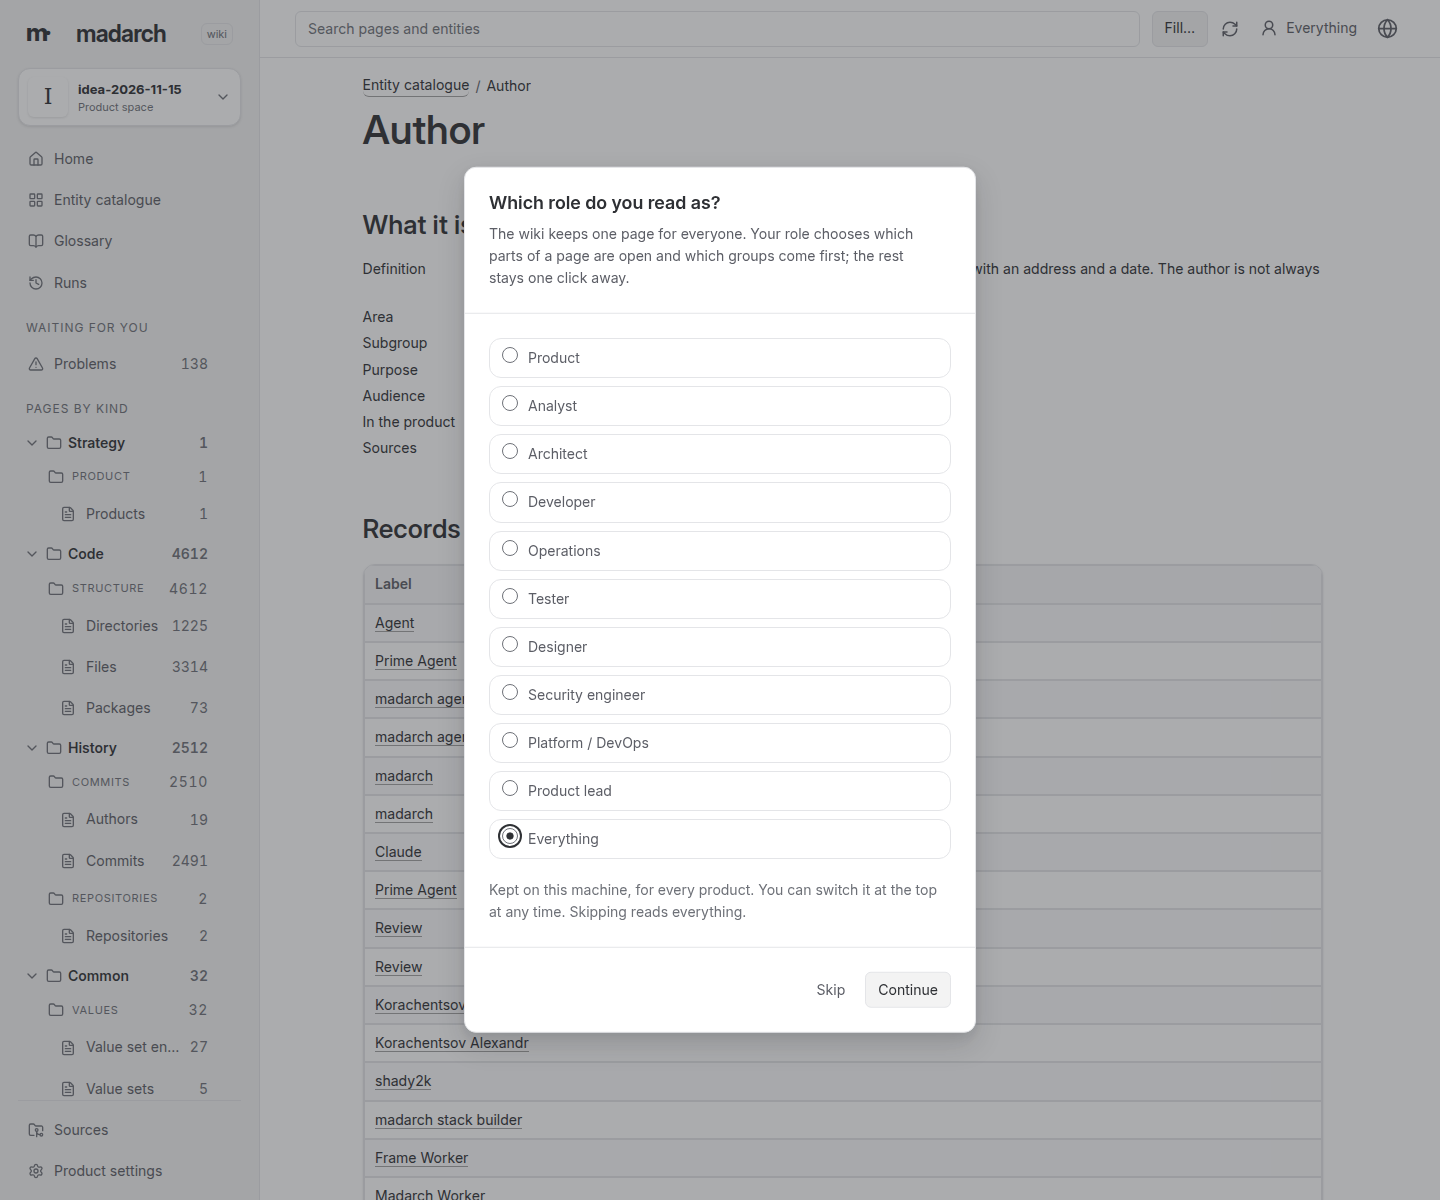 m·
madarch
wiki
I
idea-2026-11-15
Product space
Home
Entity catalogue
Glossary
Runs
WAITING FOR YOU
Problems 138
PAGES BY KIND
Strategy 1
PRODUCT 1
Products 1
Code 4612
STRUCTURE 4612
Directories 1225
Files 3314
Packages 73
History 2512
COMMITS 2510
Authors 19
Commits 2491
REPOSITORIES 2
Repositories 2
Common 32
VALUES 32
Value set en... 27
Value sets 5
Sources
Product settings
Search pages and entities
Fill...
Everything
Entity catalogue / Author
Author
What it is
Definition
with an address and a date. The author is not always
Area
Subgroup
Purpose
Audience
In the product
Sources
Records
Label
Agent
Prime Agent
madarch agen
madarch agen
madarch
madarch
Claude
Prime Agent
Review
Review
Korachentsov
Korachentsov Alexandr
shady2k
madarch stack builder
Frame Worker
Madarch Worker
Which role do you read as?
The wiki keeps one page for everyone. Your role chooses which
parts of a page are open and which groups come first; the rest
stays one click away.
Product
Analyst
Architect
Developer
Operations
Tester
Designer
Security engineer
Platform / DevOps
Product lead
Everything
Kept on this machine, for every product. You can switch it at the top
at any time. Skipping reads everything.
Skip
Continue